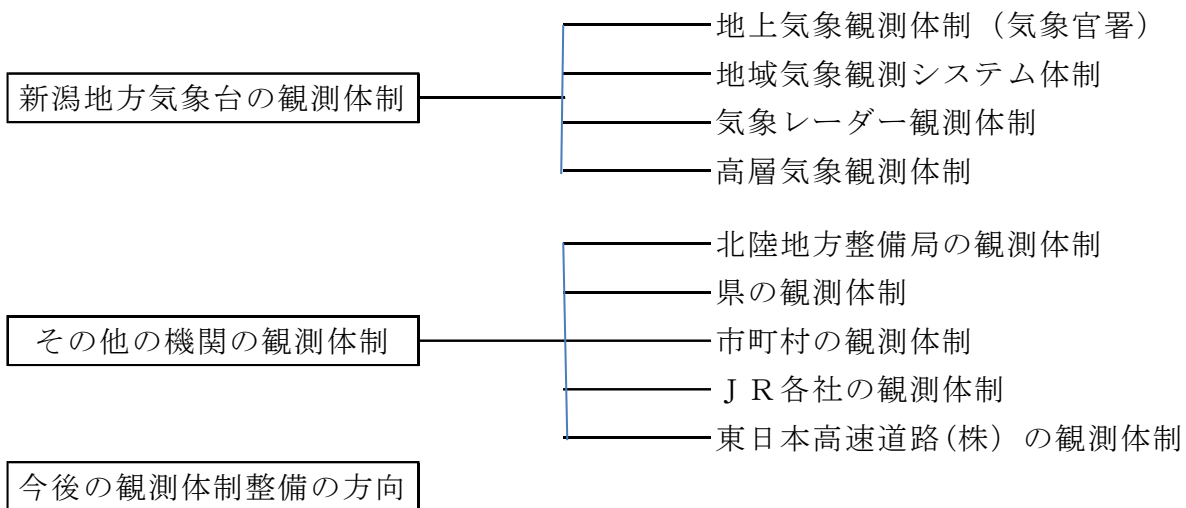 地上気象観測体制（気象官署）
新潟地方気象台の観測体制
地域気象観測システム体制
気象レーダー観測体制
高層気象観測体制
北陸地方整備局の観測体制
県の観測体制
その他の機関の観測体制
市町村の観測体制
ＪＲ各社の観測体制
東日本高速道路(株) の観測体制
今後の観測体制整備の方向